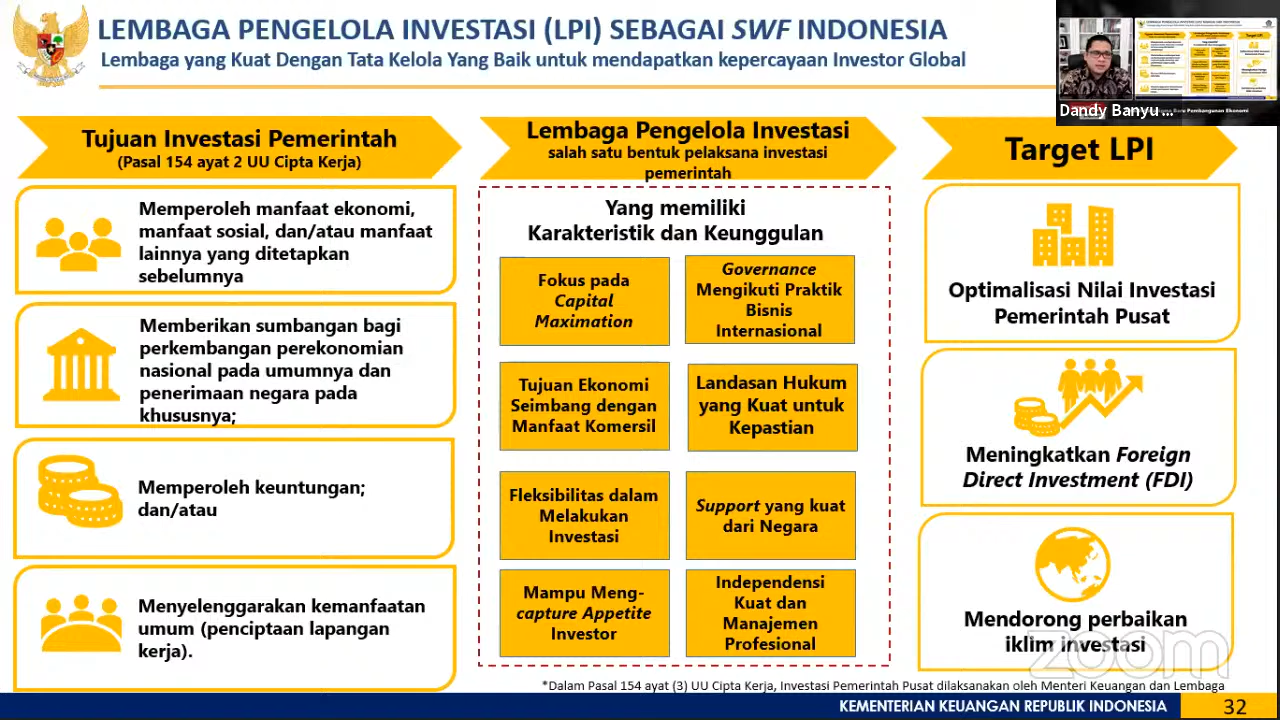 LEMBAGA PENGELOLA INVESTASI (LPI) SEBAGAI SWF INDONESIA
Lembaga yang Kuat Dengan Tata Kelola Yang Baik untuk mendapatkan kepercayaan Investor Global
Dandy Banyu ...
Tujuan Investasi Pemerintah
(Pasal 154 ayat 2 UU Cipta Kerja)
Memperoleh manfaat ekonomi,
manfaat sosial, dan/atau manfaat
lainnya yang ditetapkan
sebelumnya
Memberikan sumbangan bagi
perkembangan perekonomian
nasional pada umumnya dan
penerimaan negara pada
khususnya;
Memperoleh keuntungan;
dan/atau
Menyelenggarakan kemanfaatan
umum (penciptaan lapangan
kerja).
Lembaga Pengelola Investasi
salah satu bentuk pelaksana investasi
pemerintah
Yang memiliki
Karakteristik dan Keunggulan
Fokus pada
Capital
Maximation
Governance
Mengikuti Praktik
Bisnis
Internasional
Tujuan Ekonomi
Seimbang dengan
Manfaat Komersil
Landasan Hukum
yang Kuat untuk
Kepastian
Fleksibilitas dalam
Melakukan
Investasi
Support yang kuat
dari Negara
Mampu Meng-
capture Appetite
Investor
Independensi
Kuat dan
Manajemen
Profesional
Target LPI
Optimalisasi Nilai Investasi
Pemerintah Pusat
Meningkatkan Foreign
Direct Investment (FDI)
Mendorong perbaikan
iklim investasi
zoom
*Dalam Pasal 154 ayat (3) UU Cipta Kerja, Investasi Pemerintah Pusat dilaksanakan oleh Menteri Keuangan dan Lembaga
KEMENTERIAN KEUANGAN REPUBLIK INDONESIA
32